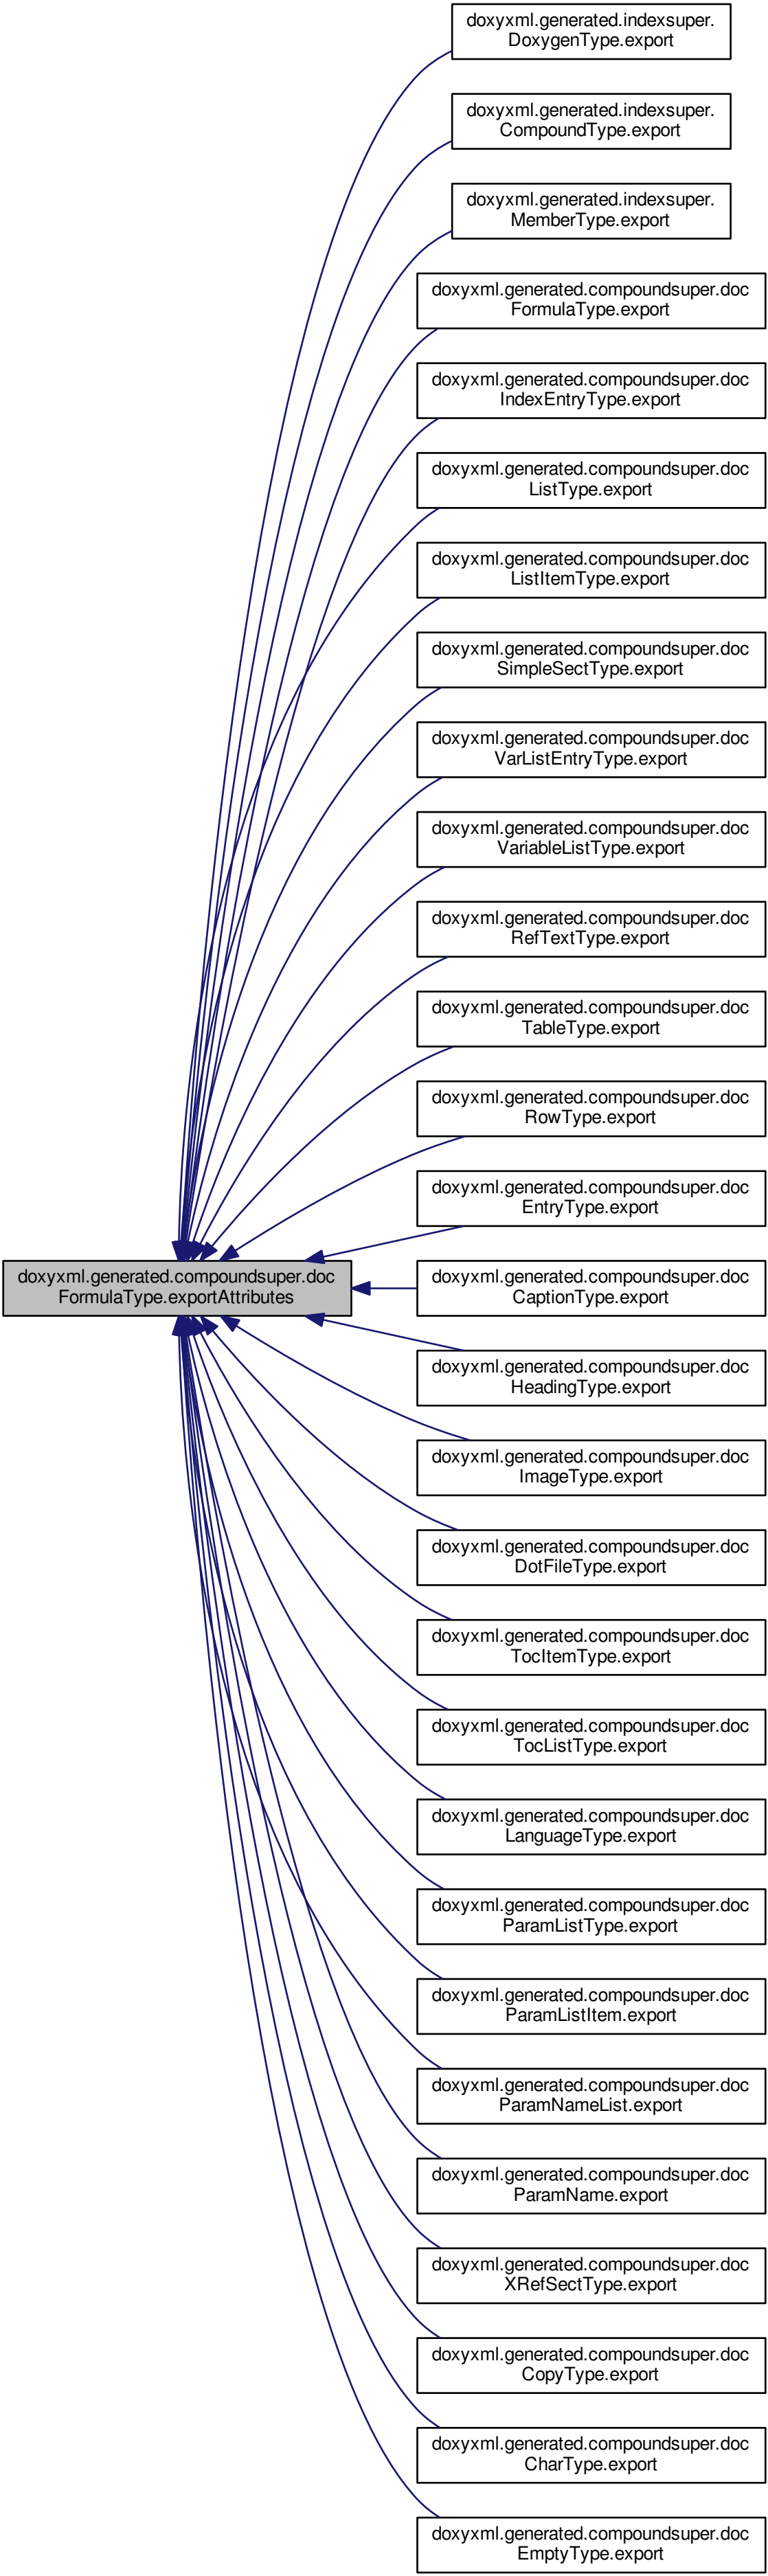 doxyxml.generated.indexsuper.
DoxygenType.export
doxyxml.generated.indexsuper.
CompoundType.export
doxyxml.generated.indexsuper.
MemberType.export
doxyxml.generated.compoundsuper.doc
FormulaType.export
doxyxml.generated.compoundsuper.doc
IndexEntryType.export
doxyxml.generated.compoundsuper.doc
ListType.export
doxyxml.generated.compoundsuper.doc
ListItemType.export
doxyxml.generated.compoundsuper.doc
SimpleSectType.export
doxyxml.generated.compoundsuper.doc
VarListEntryType.export
doxyxml.generated.compoundsuper.doc
VariableListType.export
doxyxml.generated.compoundsuper.doc
RefTextType.export
doxyxml.generated.compoundsuper.doc
TableType.export
doxyxml.generated.compoundsuper.doc
RowType.export
doxyxml.generated.compoundsuper.doc
EntryType.export
doxyxml.generated.compoundsuper.doc
FormulaType.exportAttributes
doxyxml.generated.compoundsuper.doc
CaptionType.export
doxyxml.generated.compoundsuper.doc
HeadingType.export
doxyxml.generated.compoundsuper.doc
ImageType.export
doxyxml.generated.compoundsuper.doc
DotFileType.export
doxyxml.generated.compoundsuper.doc
TocItemType.export
doxyxml.generated.compoundsuper.doc
TocListType.export
doxyxml.generated.compoundsuper.doc
LanguageType.export
doxyxml.generated.compoundsuper.doc
ParamListType.export
doxyxml.generated.compoundsuper.doc
ParamListItem.export
doxyxml.generated.compoundsuper.doc
ParamNameList.export
doxyxml.generated.compoundsuper.doc
ParamName.export
doxyxml.generated.compoundsuper.doc
XRefSectType.export
doxyxml.generated.compoundsuper.doc
CopyType.export
doxyxml.generated.compoundsuper.doc
CharType.export
doxyxml.generated.compoundsuper.doc
EmptyType.export